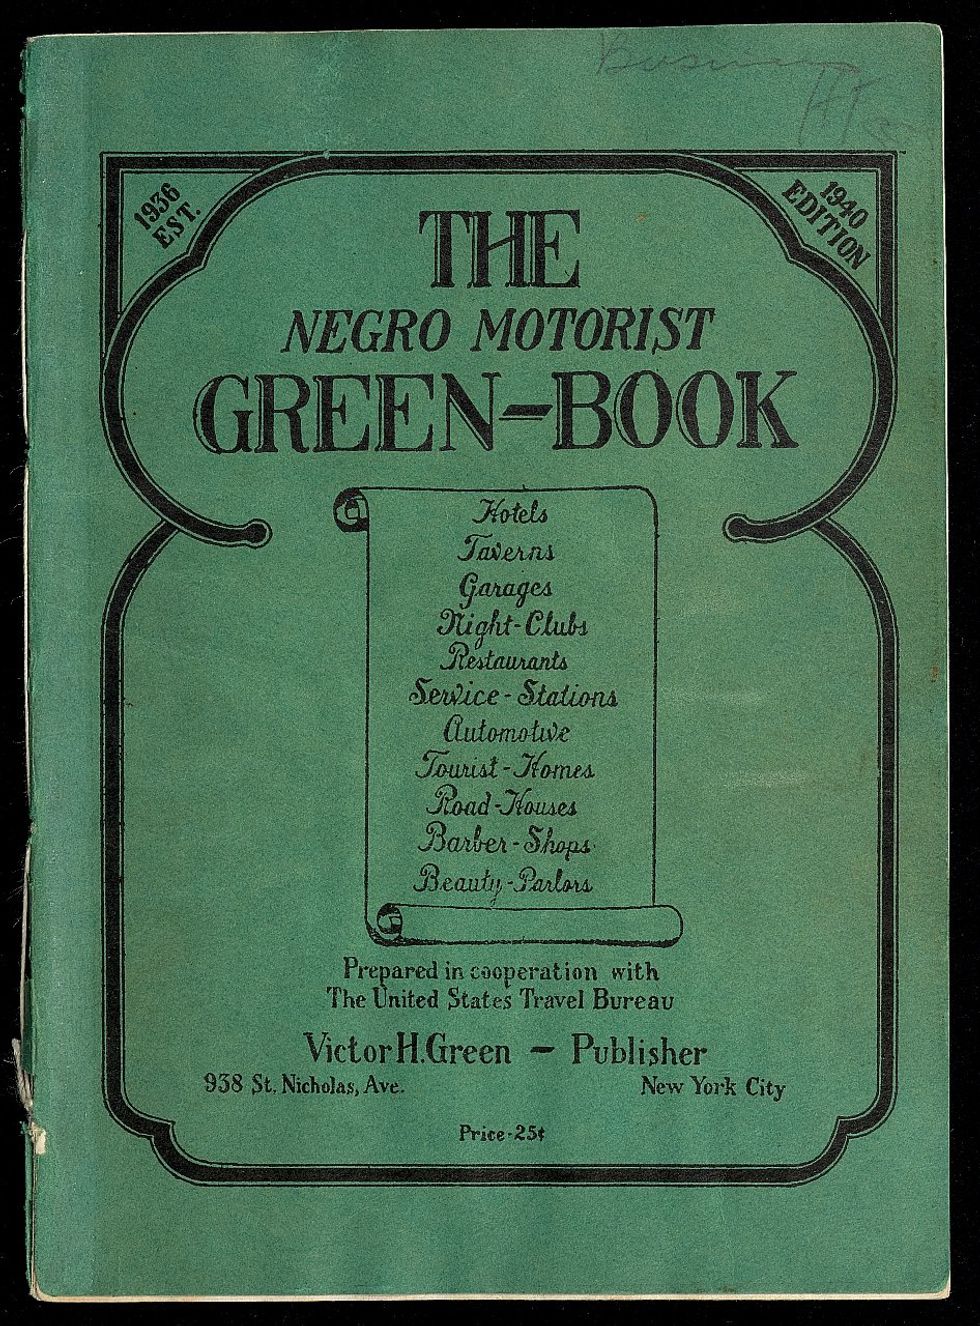 Business
1936
EST.
1940
EDITION
THE
NEGRO MOTORIST
GREEN-BOOK
Hotels
Taverns
Garages
Night-Clubs
Restaurants
Service-Stations
Automotive
Tourist-Homes
Road-Houses
Barber-Shops
Beauty-Parlors
Prepared in cooperation with
The United States Travel Bureau
Victor H. Green — Publisher
938 St. Nicholas, Ave. New York City
Price-25¢